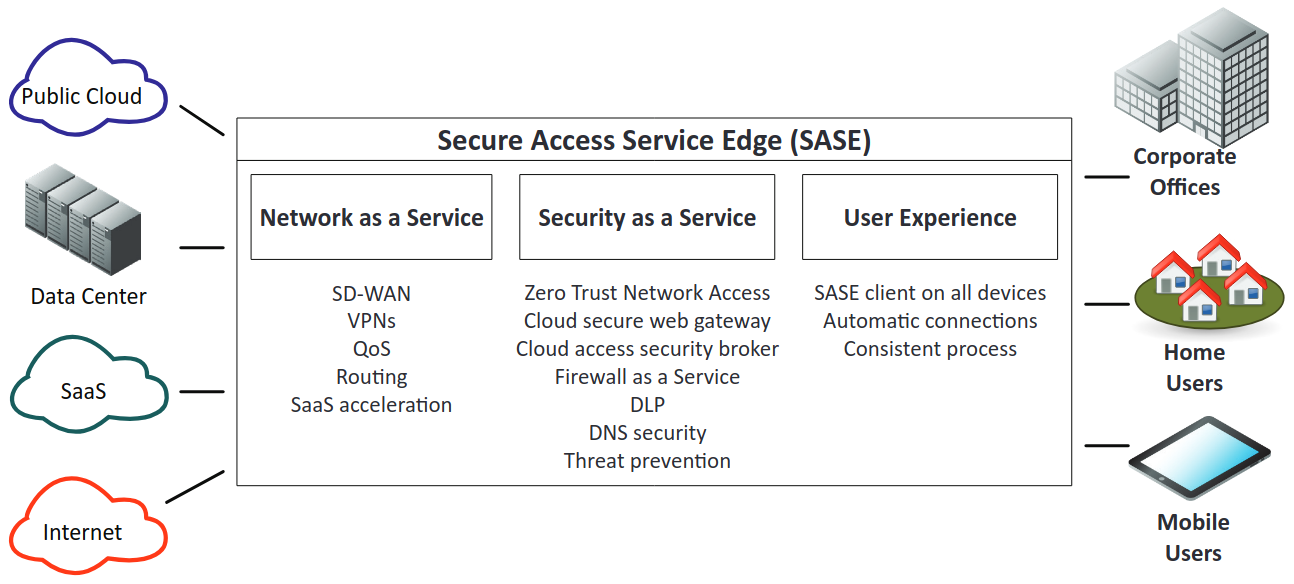 Public Cloud
Data Center
SaaS
Internet
Secure Access Service Edge (SASE)
Network as a Service
SD-WAN
VPNs
QoS
Routing
SaaS acceleration
Security as a Service
Zero Trust Network Access
Cloud secure web gateway
Cloud access security broker
Firewall as a Service
DLP
DNS security
Threat prevention
User Experience
SASE client on all devices
Automatic connections
Consistent process
Corporate
Offices
Home
Users
Mobile
Users